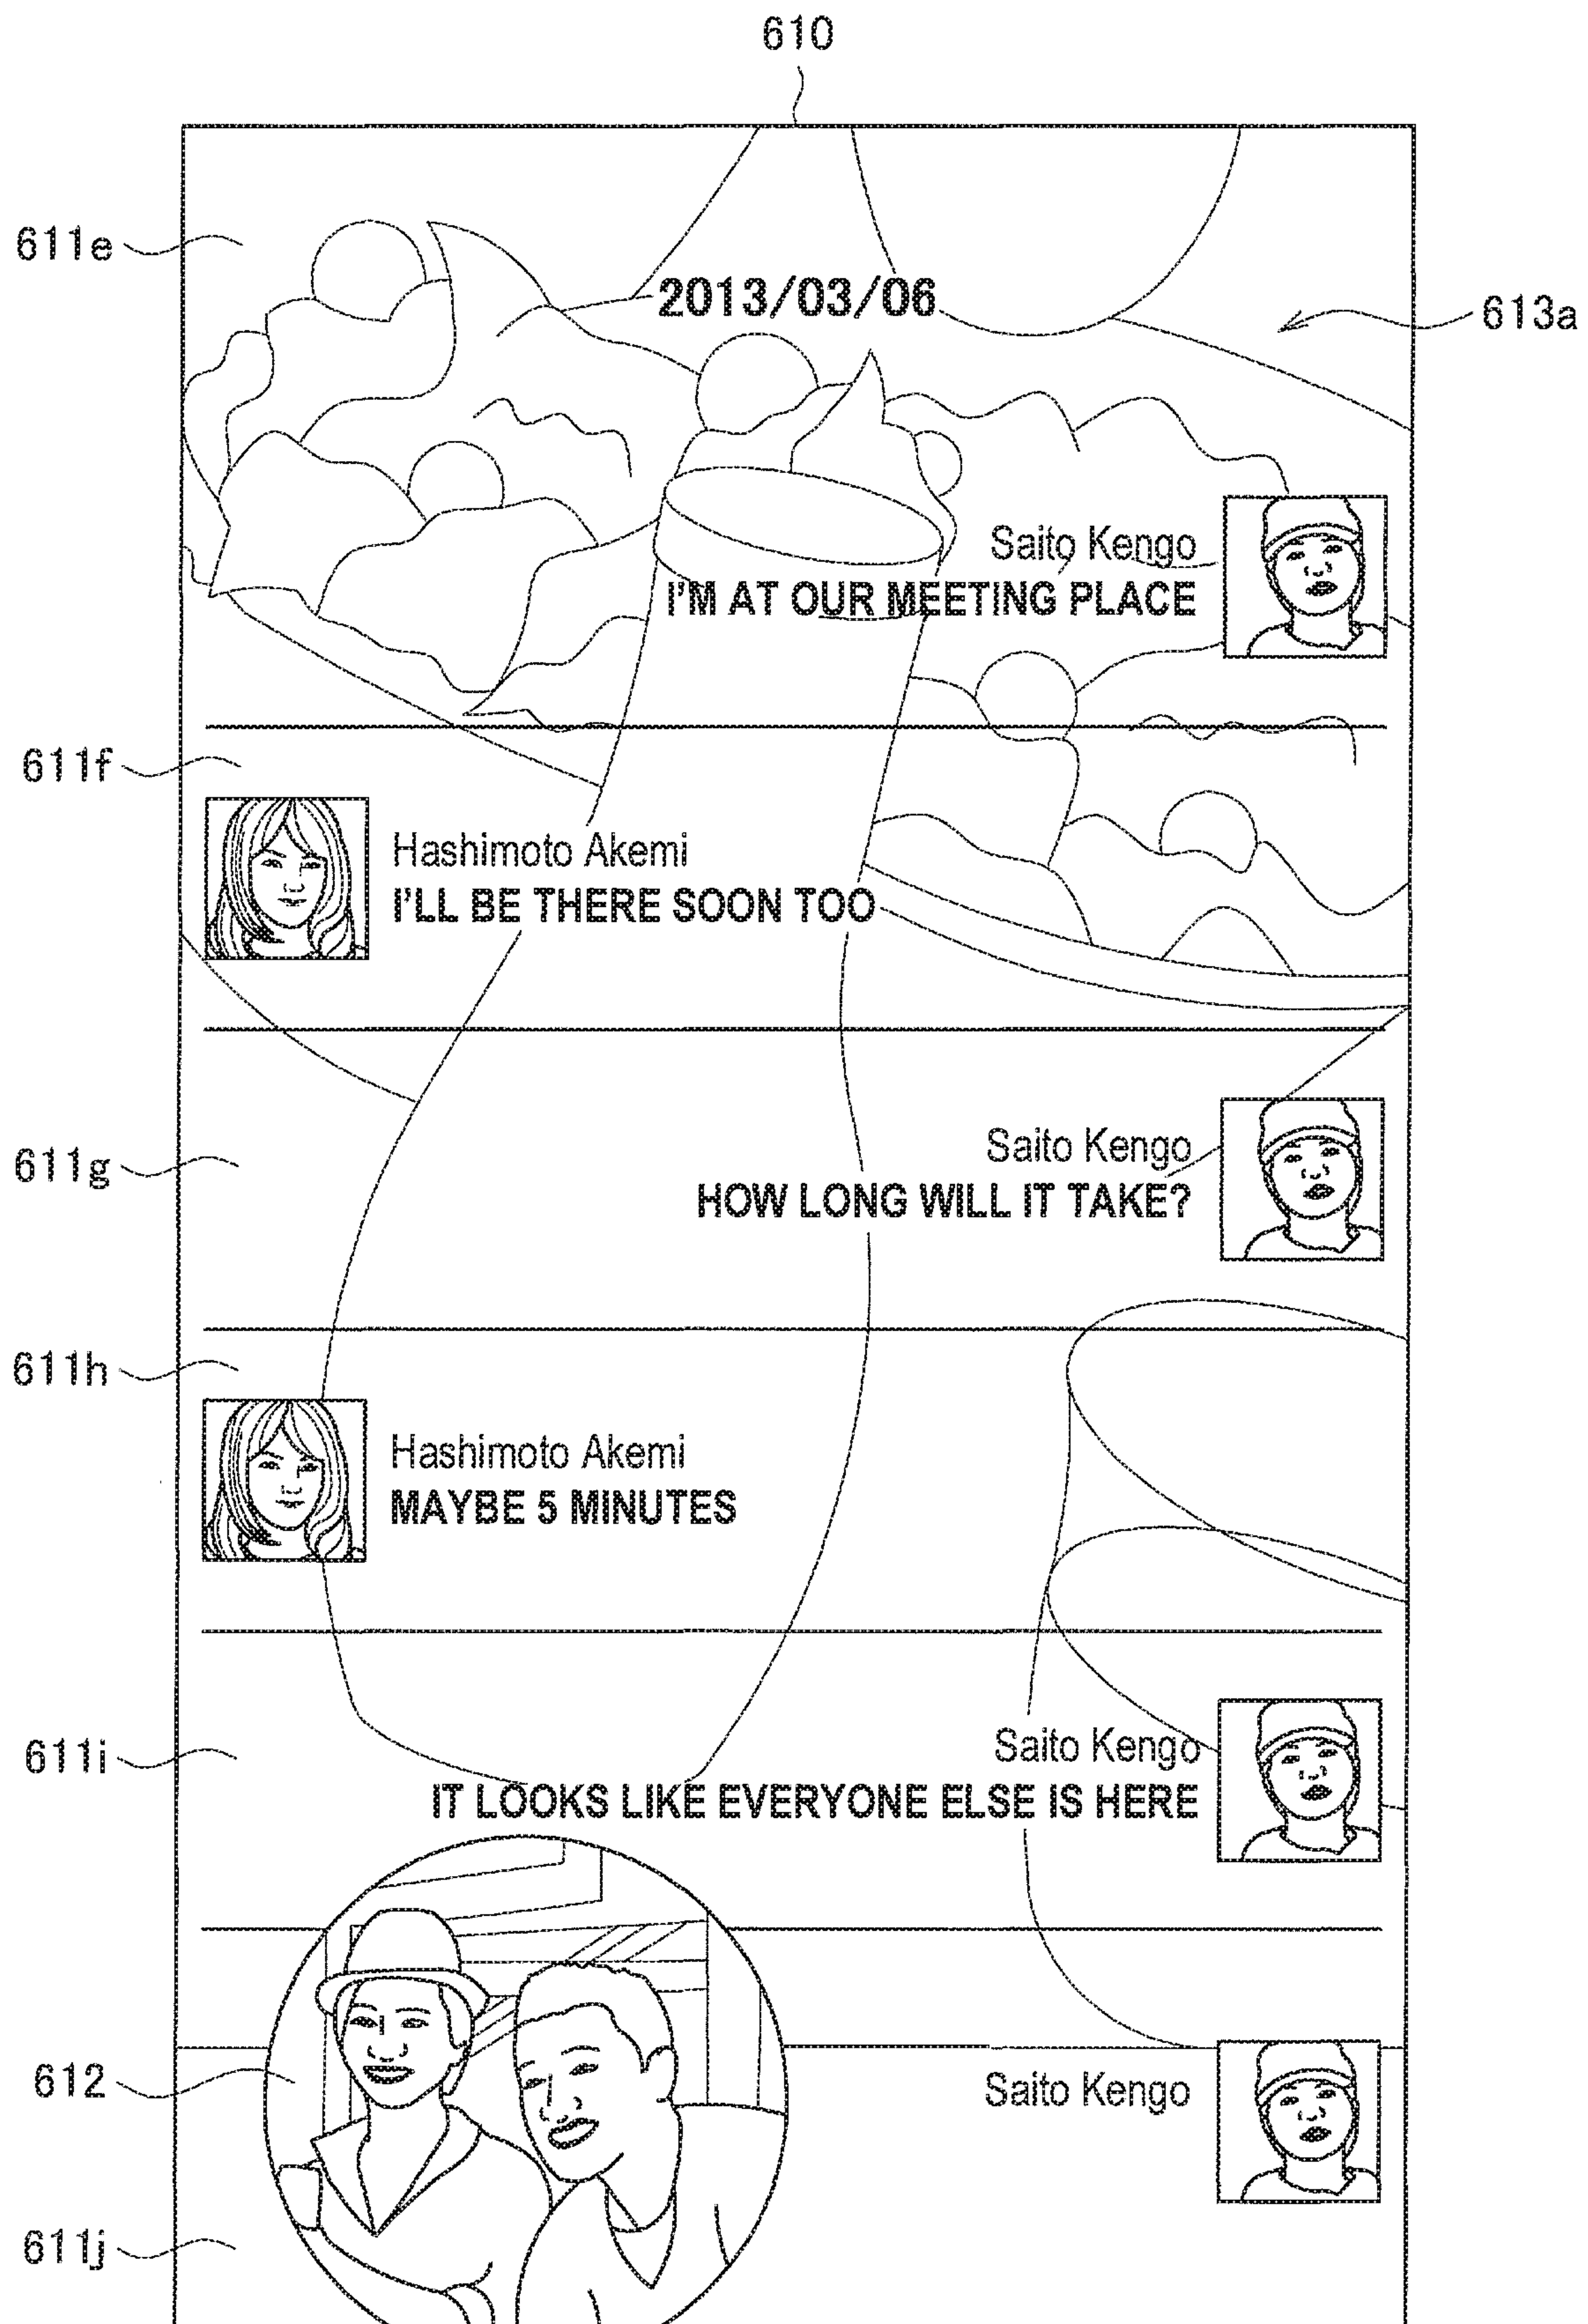 610
611e
2013/03/06
613a
Saito Kengo
I'M AT OUR MEETING PLACE
611f
Hashimoto Akemi
I'LL BE THERE SOON TOO
611g
Saito Kengo
HOW LONG WILL IT TAKE?
611h
Hashimoto Akemi
MAYBE 5 MINUTES
611i
Saito Kengo
IT LOOKS LIKE EVERYONE ELSE IS HERE
612
Saito Kengo
611j